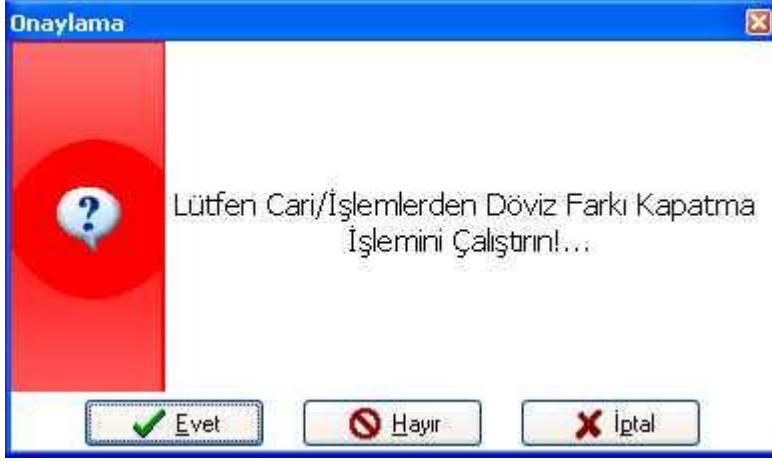 Onaylama
?
Lütfen Cari/İşlemlerden Döviz Farkı Kapatma
İşlemini Çalıştırın!...
Evet
Hayır
İptal